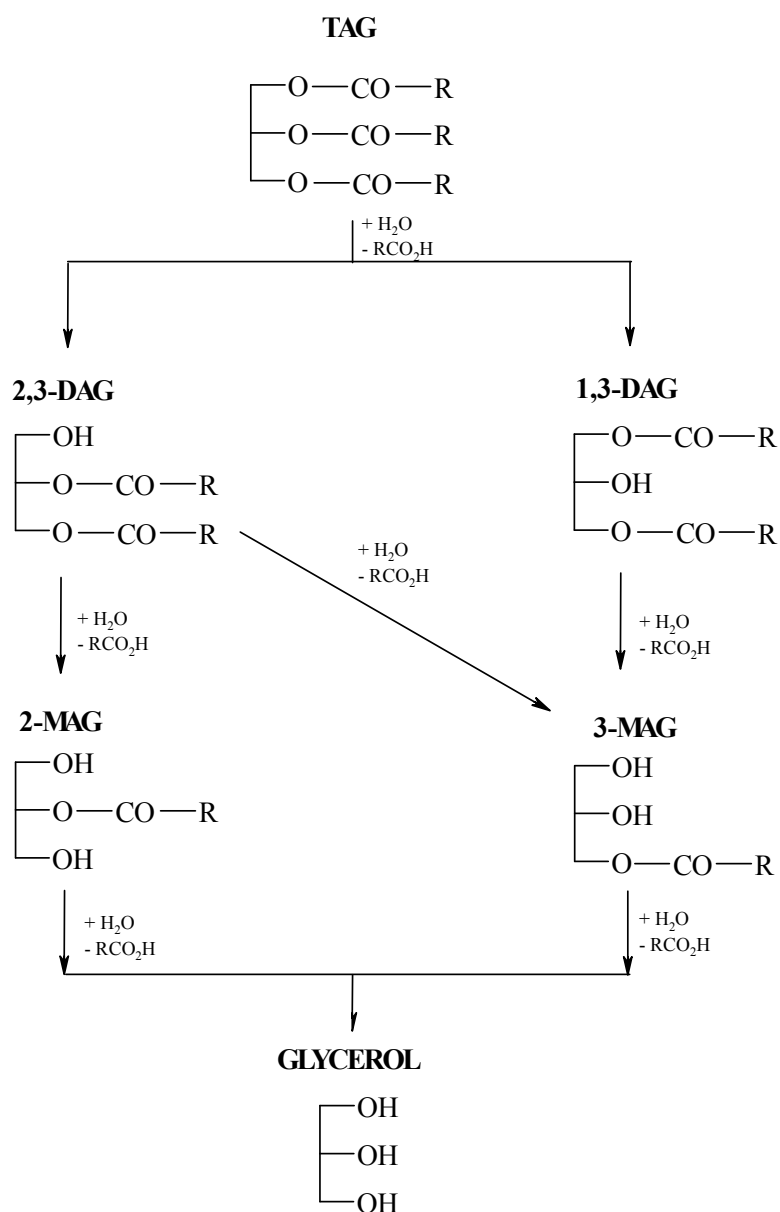 TAG
O — CO — R
O — CO — R
O — CO — R
+ H₂O
- RCO₂H
2,3-DAG
OH
O — CO — R
O — CO — R
1,3-DAG
O — CO — R
OH
O — CO — R
+ H₂O
- RCO₂H
+ H₂O
- RCO₂H
+ H₂O
- RCO₂H
2-MAG
OH
O — CO — R
OH
3-MAG
OH
OH
O — CO — R
+ H₂O
- RCO₂H
+ H₂O
- RCO₂H
GLYCEROL
OH
OH
OH